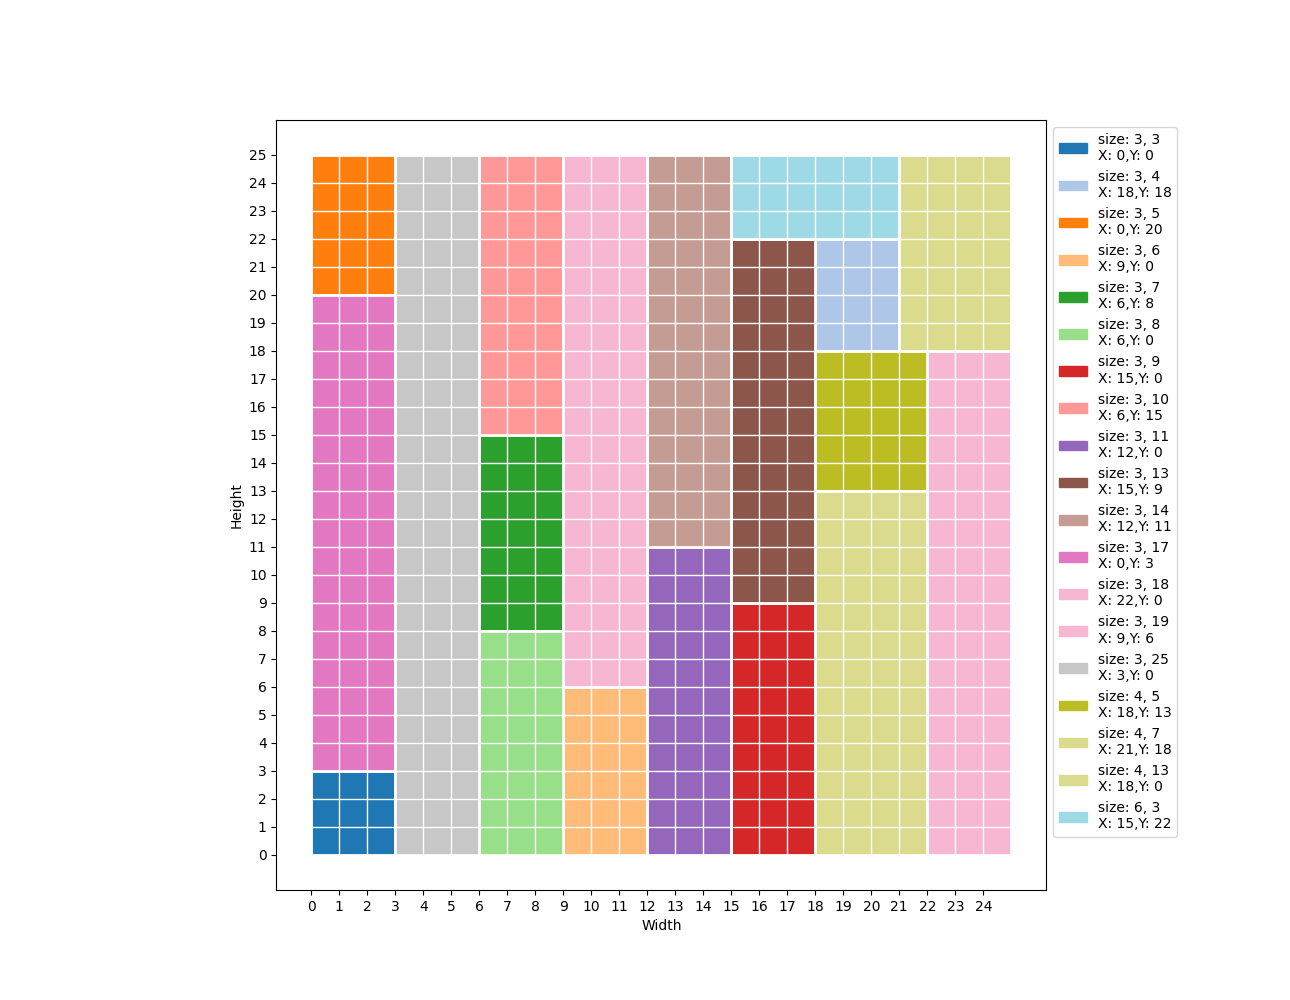 25
24
23
22
21
20
19
18
17
16
15
14
13
12
11
10
9
8
7
6
5
4
3
2
1
0
Height
0 1 2 3 4 5 6 7 8 9 10 11 12 13 14 15 16 17 18 19 20 21 22 23 24
Width
size: 3, 3
X: 0,Y: 0
size: 3, 4
X: 18,Y: 18
size: 3, 5
X: 0,Y: 20
size: 3, 6
X: 9,Y: 0
size: 3, 7
X: 6,Y: 8
size: 3, 8
X: 6,Y: 0
size: 3, 9
X: 15,Y: 0
size: 3, 10
X: 6,Y: 15
size: 3, 11
X: 12,Y: 0
size: 3, 13
X: 15,Y: 9
size: 3, 14
X: 12,Y: 11
size: 3, 17
X: 0,Y: 3
size: 3, 18
X: 22,Y: 0
size: 3, 19
X: 9,Y: 6
size: 3, 25
X: 3,Y: 0
size: 4, 5
X: 18,Y: 13
size: 4, 7
X: 21,Y: 18
size: 4, 13
X: 18,Y: 0
size: 6, 3
X: 15,Y: 22